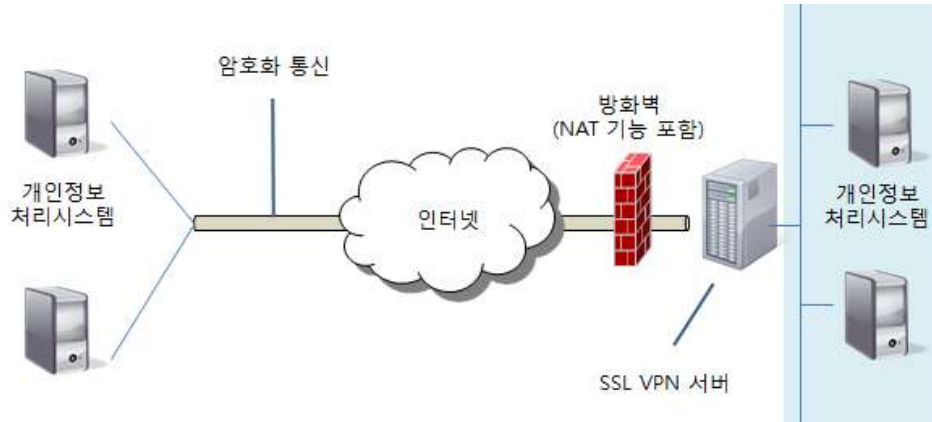 암호화 통신
방화벽
(NAT 기능 포함)
개인정보
처리시스템
인터넷
개인정보
처리시스템
SSL VPN 서버